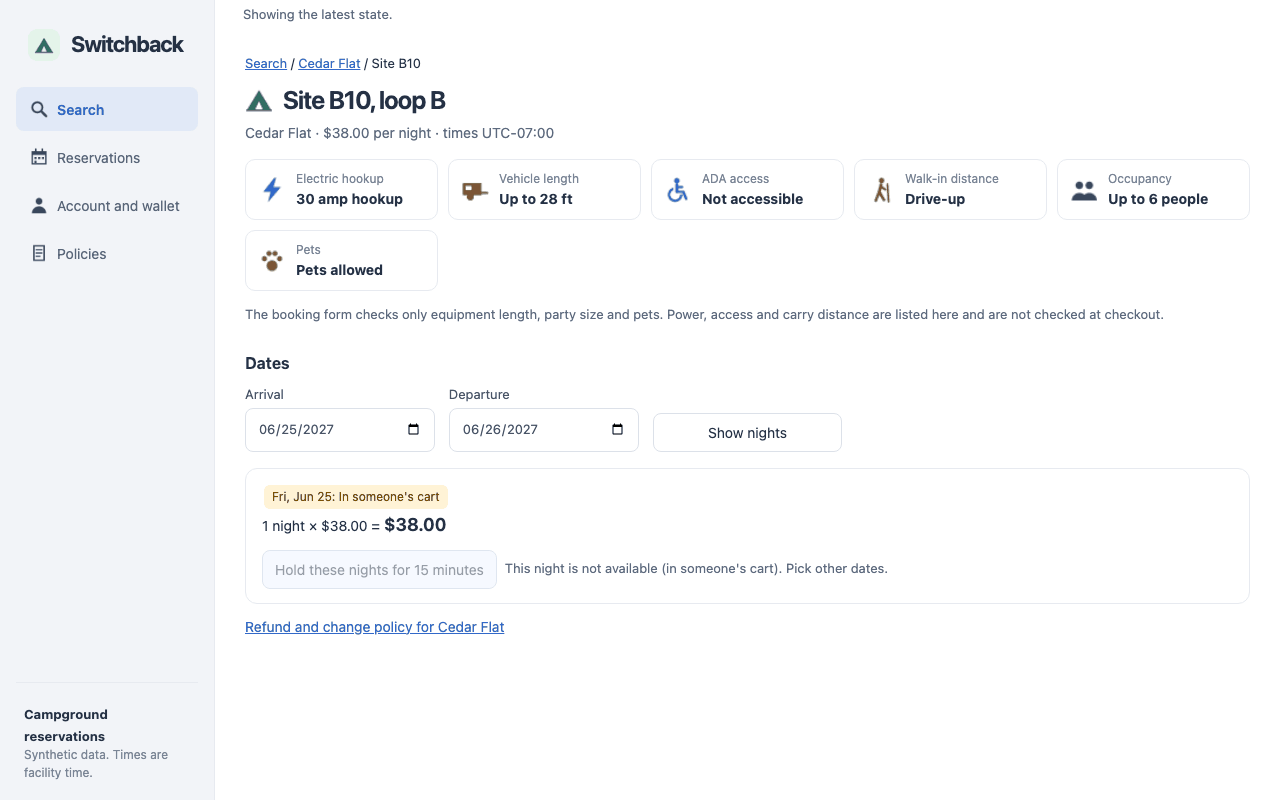 Showing the latest state.
Switchback
Search
Reservations
Account and wallet
Policies
Campground
reservations
Synthetic data. Times are
facility time.
Search / Cedar Flat / Site B10
Site B10, loop B
Cedar Flat · $38.00 per night · times UTC-07:00
Electric hookup
30 amp hookup
Vehicle length
Up to 28 ft
ADA access
Not accessible
Walk-in distance
Drive-up
Occupancy
Up to 6 people
Pets
Pets allowed
The booking form checks only equipment length, party size and pets. Power, access and carry distance are listed here and are not checked at checkout.
Dates
Arrival
Departure
06/25/2027
06/26/2027
Show nights
Fri, Jun 25: In someone's cart
1 night × $38.00 = $38.00
Hold these nights for 15 minutes
This night is not available (in someone's cart). Pick other dates.
Refund and change policy for Cedar Flat